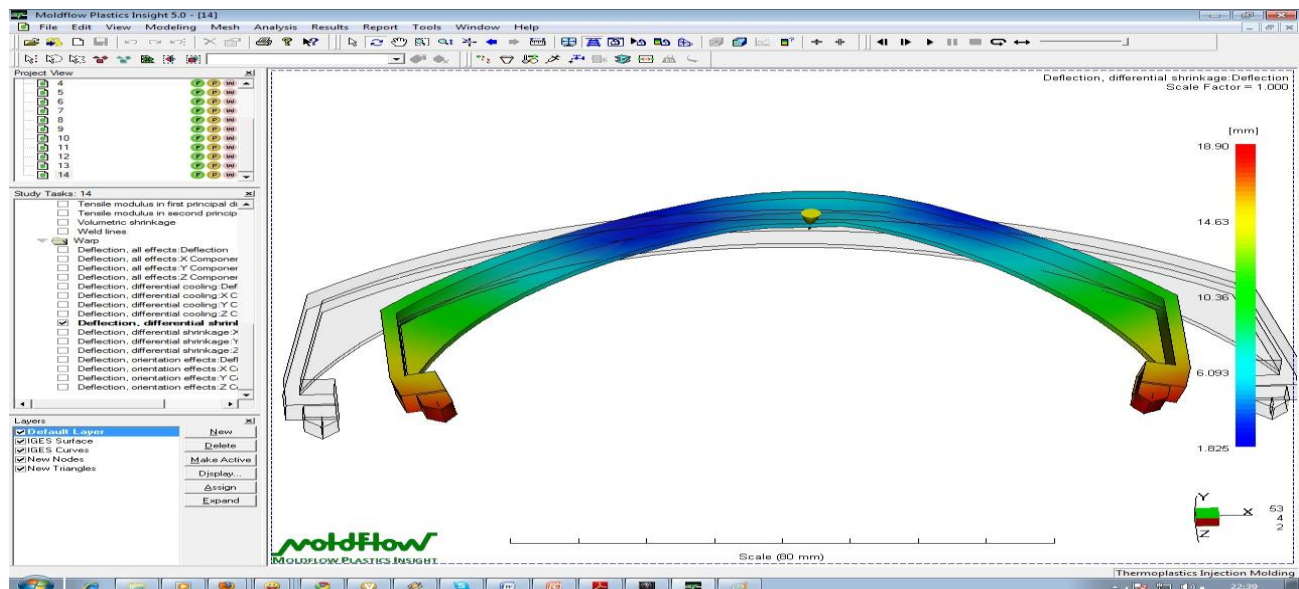 Moldflow Plastics Insight 5.0 - [14]
File Edit View Modeling Mesh Analysis Results Report Tools Window Help
Project View
4
5
6
7
8
9
10
11
12
13
14
Study Tasks: 14
Tensile modulus in first principal di
Tensile modulus in second princip
Volumetric shrinkage
Weld lines
Warp
Deflection, all effects:Deflection
Deflection, all effects:X Componer
Deflection, all effects:Y Componer
Deflection, all effects:Z Componer
Deflection, differential cooling:Def
Deflection, differential cooling:X C
Deflection, differential cooling:Y C
Deflection, differential cooling:Z C
Deflection, differential shrinl
Deflection, differential shrinkage:X
Deflection, differential shrinkage:Y
Deflection, differential shrinkage:Z
Deflection, orientation effects:Defl
Deflection, orientation effects:X Co
Deflection, orientation effects:Y Co
Deflection, orientation effects:Z Co
Layers
Default Layer
IGES Surface
IGES Curves
New Nodes
New Triangles
New
Delete
Make Active
Display...
Assign
Expand
Deflection, differential shrinkage:Deflection
Scale Factor = 1.000
[mm]
18.90
14.63
10.36
6.093
1.825
Y
X
Z
53
4
2
moldflow
MOLDFLOW PLASTICS INSIGHT
Scale (80 mm)
Thermoplastics Injection Molding
22:39